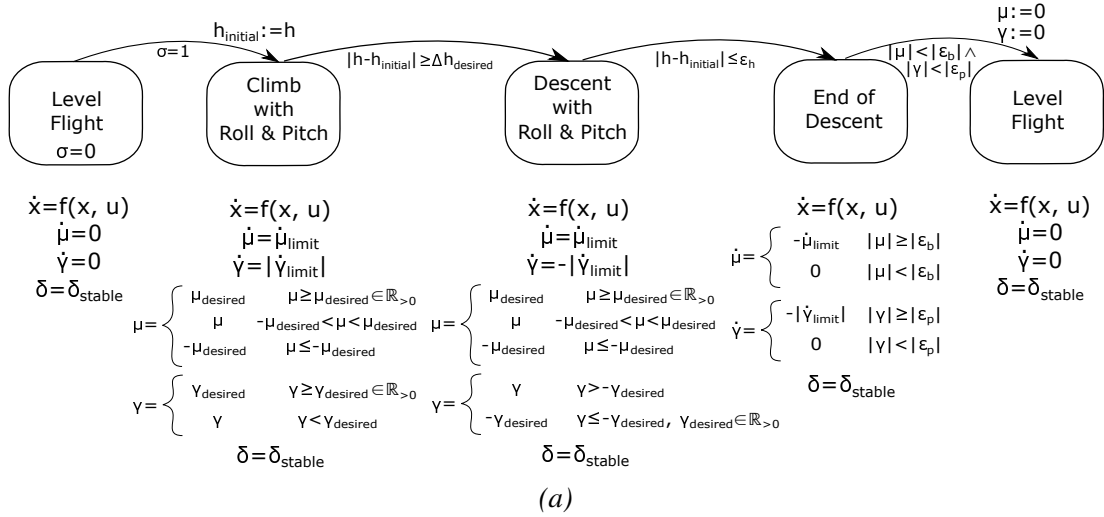 h_initial:=h
σ=1
|h-h_initial|≥Δh_desired
|h-h_initial|≤ε_h
μ:=0
γ:=0
|μ|<|ε_b|∧
|γ|<|ε_p|
Level
Flight
σ=0
Climb
with
Roll & Pitch
Descent
with
Roll & Pitch
End of
Descent
Level
Flight
ẋ=f(x, u)
μ̇=0
γ̇=0
δ=δ_stable
ẋ=f(x, u)
μ̇=μ̇_limit
γ̇=|γ̇_limit|
μ={
μ_desired μ≥μ_desired∈ℝ_>0
μ -μ_desired<μ<μ_desired
-μ_desired μ≤-μ_desired
γ={
γ_desired γ≥γ_desired∈ℝ_>0
γ γ<γ_desired
δ=δ_stable
ẋ=f(x, u)
μ̇=μ̇_limit
γ̇=-|γ̇_limit|
μ={
μ_desired μ≥μ_desired∈ℝ_>0
μ -μ_desired<μ<μ_desired
-μ_desired μ≤-μ_desired
γ={
γ γ>-γ_desired
-γ_desired γ≤-γ_desired, γ_desired∈ℝ_>0
δ=δ_stable
ẋ=f(x, u)
μ̇={
-μ̇_limit |μ|≥|ε_b|
0 |μ|<|ε_b|
γ̇={
-|γ̇_limit| |γ|≥|ε_p|
0 |γ|<|ε_p|
δ=δ_stable
ẋ=f(x, u)
μ̇=0
γ̇=0
δ=δ_stable
(a)